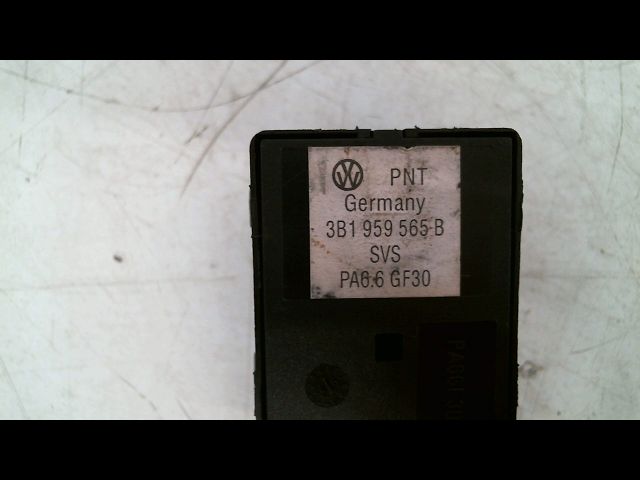 PNT
Germany
3B1 959 565 B
SVS
PA6.6 GF30